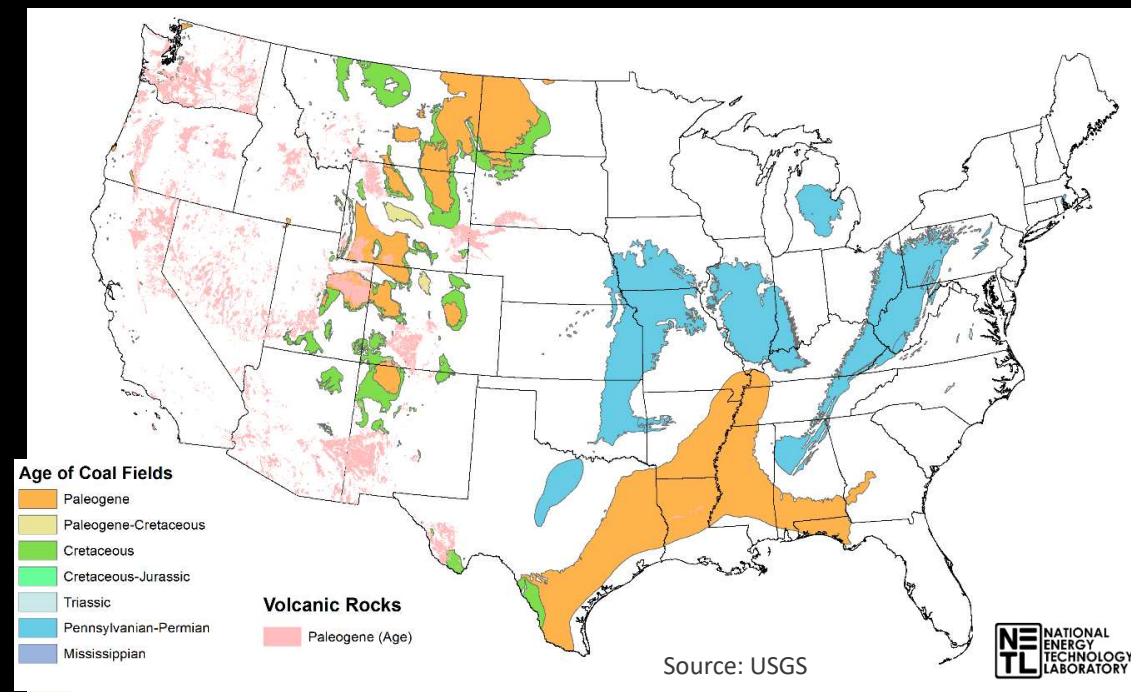 Age of Coal Fields
Paleogene
Paleogene-Cretaceous
Cretaceous
Cretaceous-Jurassic
Triassic
Pennsylvanian-Permian
Mississippian
Volcanic Rocks
Paleogene (Age)
Source: USGS
NETL
NATIONAL
ENERGY
TECHNOLOGY
LABORATORY